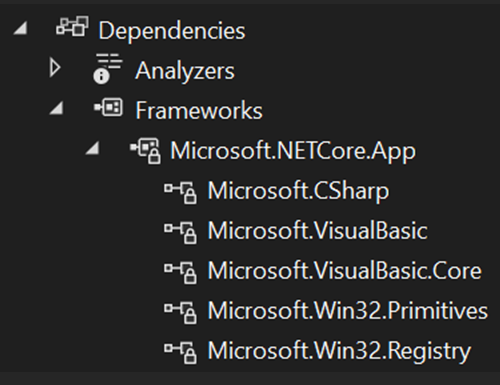 Dependencies
Analyzers
Frameworks
Microsoft.NETCore.App
Microsoft.CSharp
Microsoft.VisualBasic
Microsoft.VisualBasic.Core
Microsoft.Win32.Primitives
Microsoft.Win32.Registry